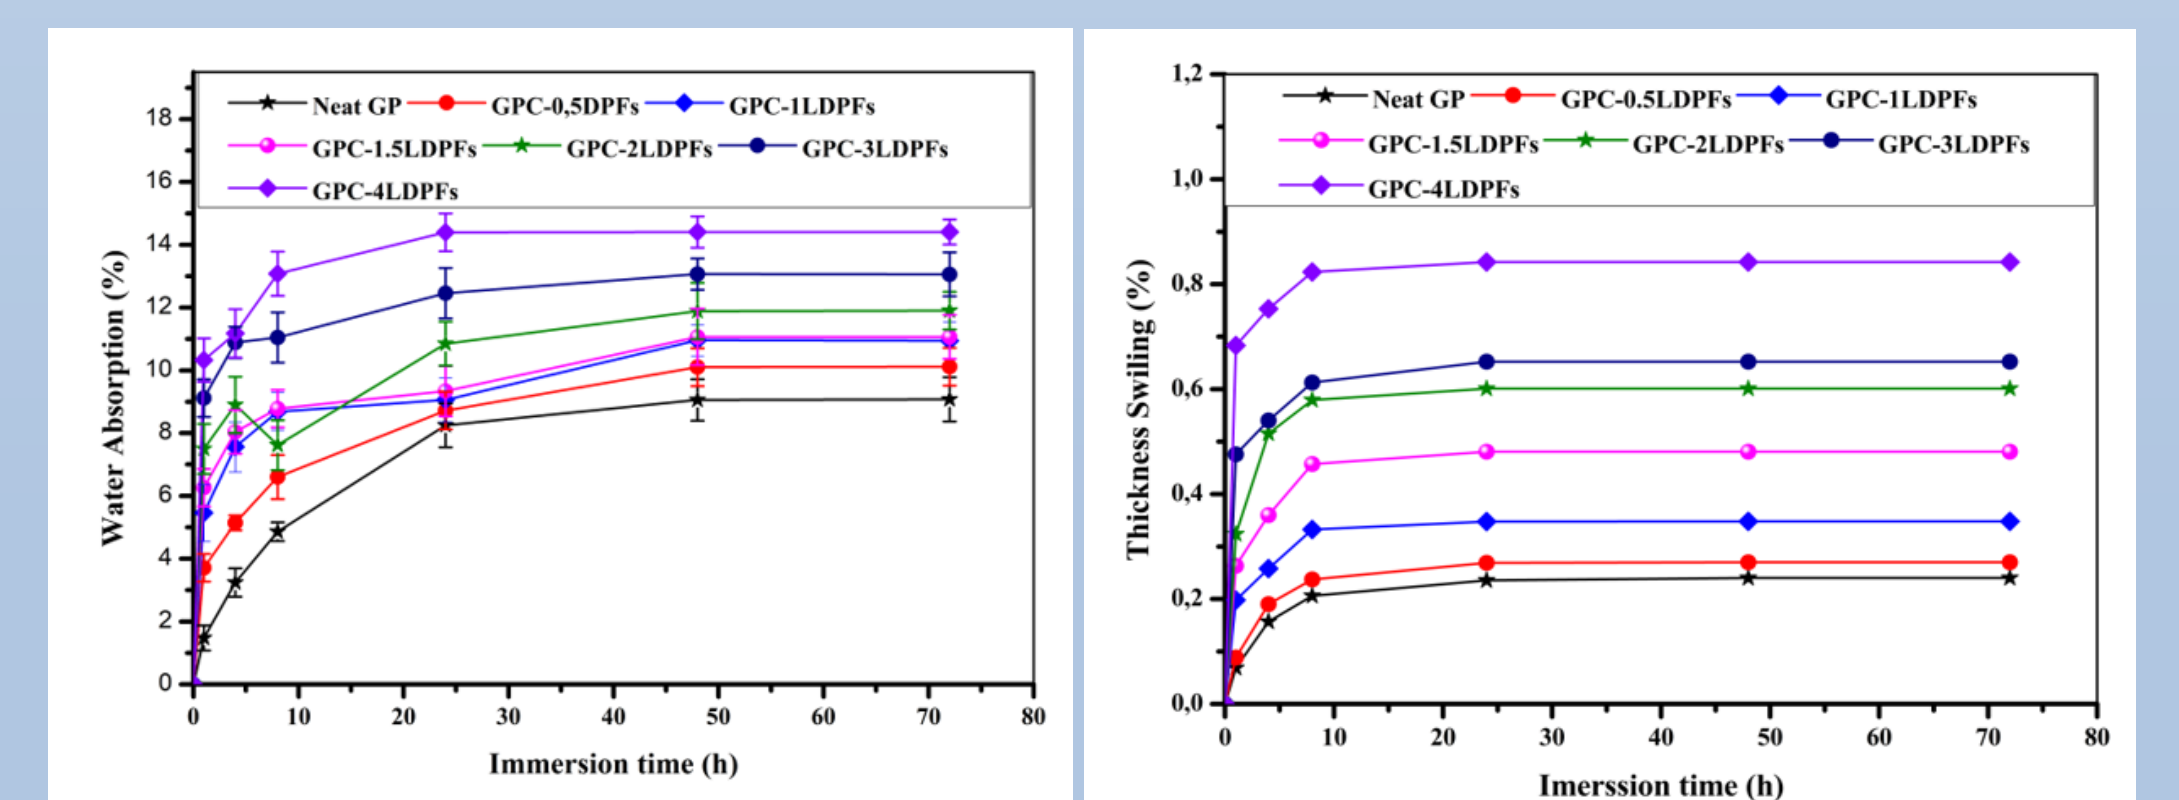 Neat GP GPC-0,5DPFs GPC-1LDPFs
GPC-1.5LDPFs GPC-2LDPFs GPC-3LDPFs
GPC-4LDPFs
18
16
14
12
10
8
6
4
2
0
Water Absorption (%)
0 10 20 30 40 50 60 70 80
Immersion time (h)
Neat GP GPC-0.5LDPFs GPC-1LDPFs
GPC-1.5LDPFs GPC-2LDPFs GPC-3LDPFs
GPC-4LDPFs
1,2
1,0
0,8
0,6
0,4
0,2
0,0
Thickness Swiling (%)
0 10 20 30 40 50 60 70 80
Imerssion time (h)